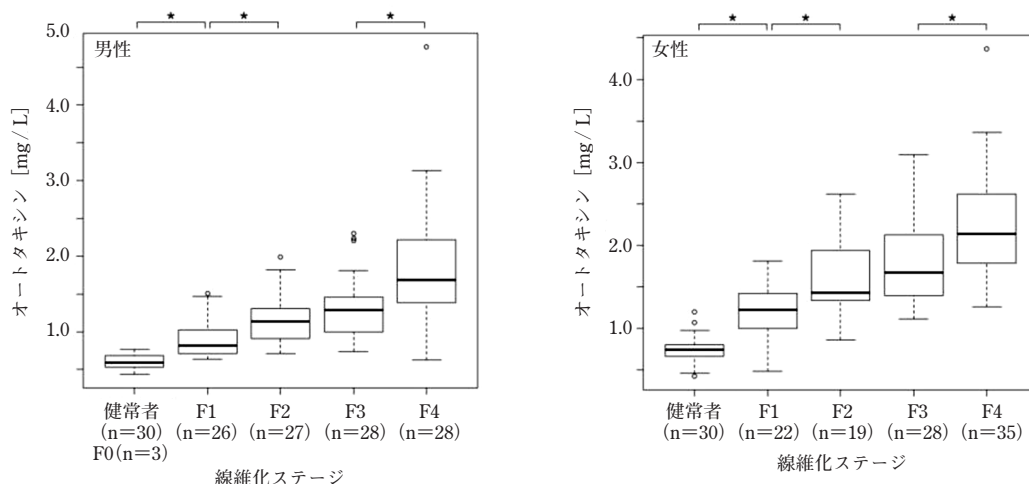 ★ ★ ★
5.0
男性
4.0
3.0
2.0
1.0
オートタキシン [mg/L]
健常者 F1 F2 F3 F4
(n=30) (n=26) (n=27) (n=28) (n=28)
F0(n=3)
線維化ステージ
★ ★ ★
女性
4.0
3.0
2.0
1.0
オートタキシン [mg/L]
健常者 F1 F2 F3 F4
(n=30) (n=22) (n=19) (n=28) (n=35)
線維化ステージ